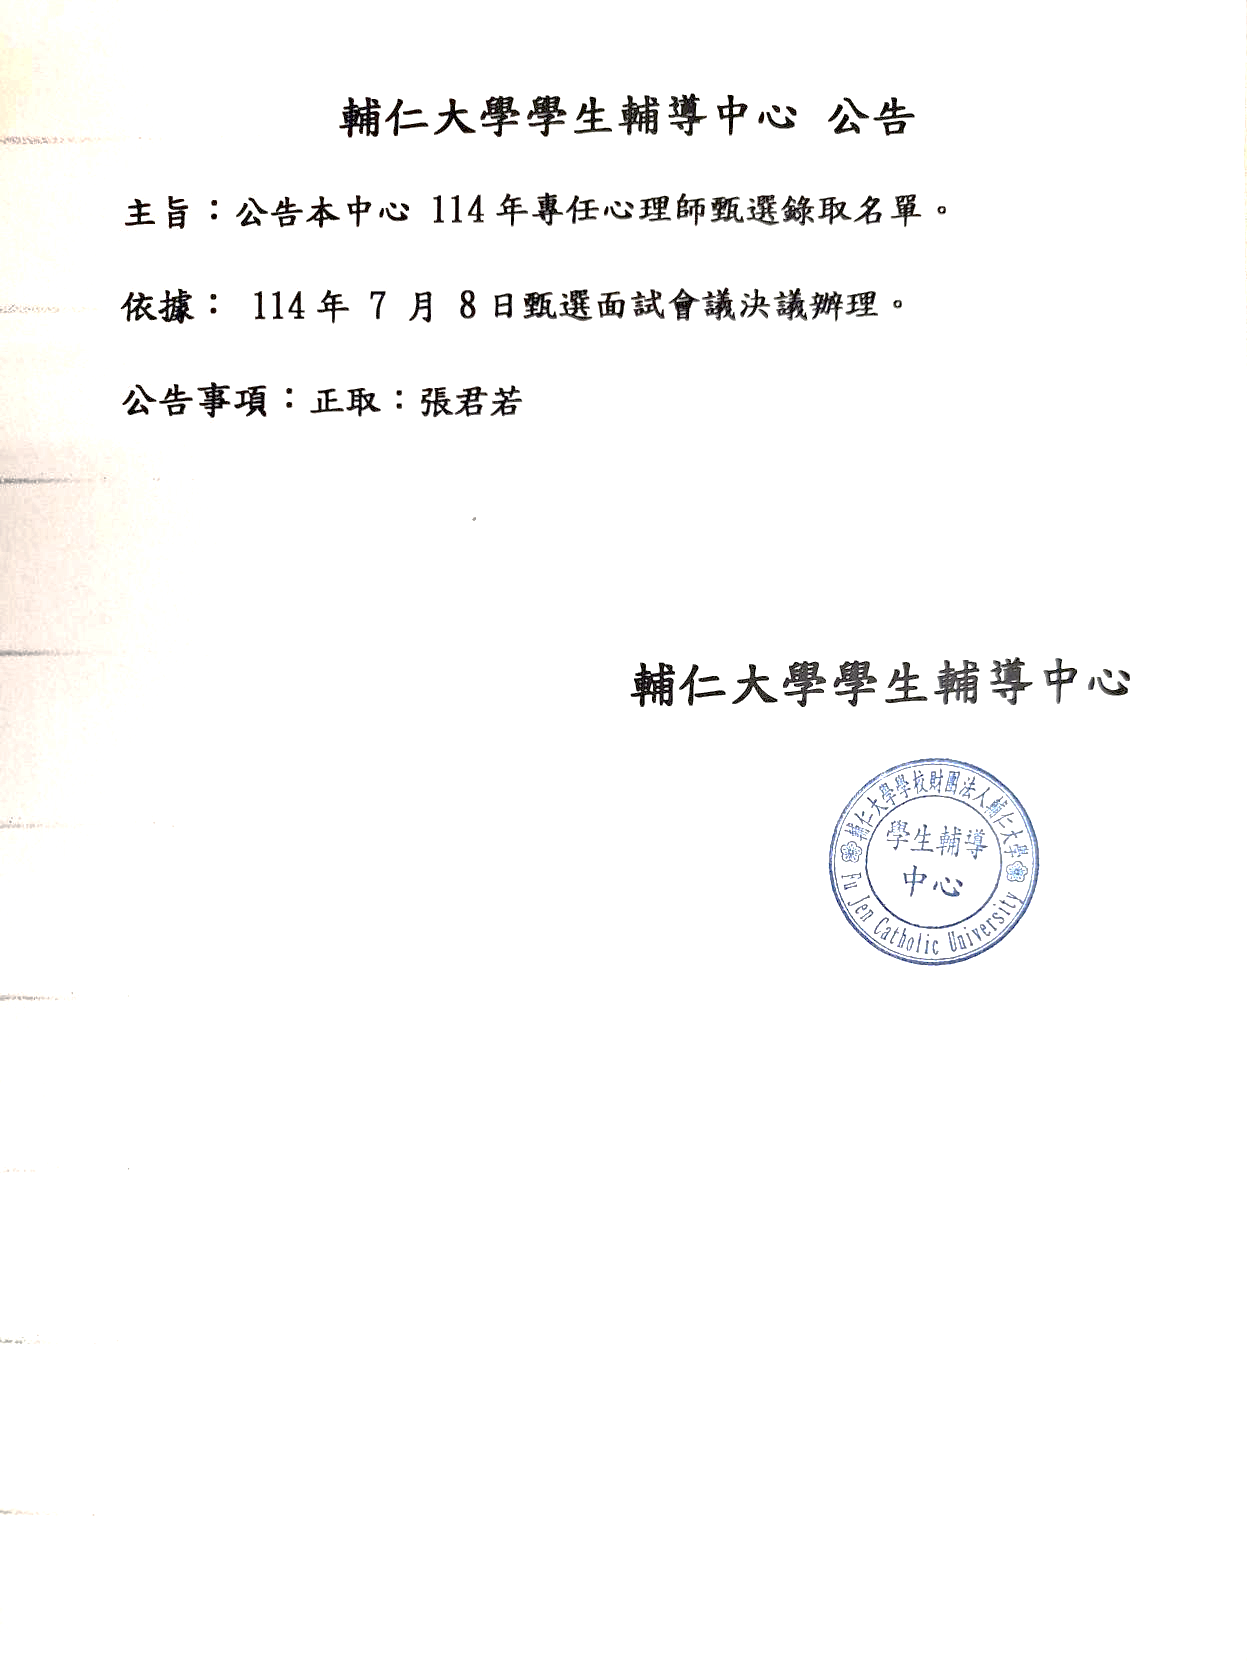 輔仁大學學生輔導中心 公告
主旨：公告本中心 114 年專任心理師甄選錄取名單。
依據： 114 年 7 月 8 日甄選面試會議決議辦理。
公告事項：正取：張君若
輔仁大學學生輔導中心
輔仁大學學校財團法人輔仁大學
學生輔導
中心
Fu Jen Catholic University